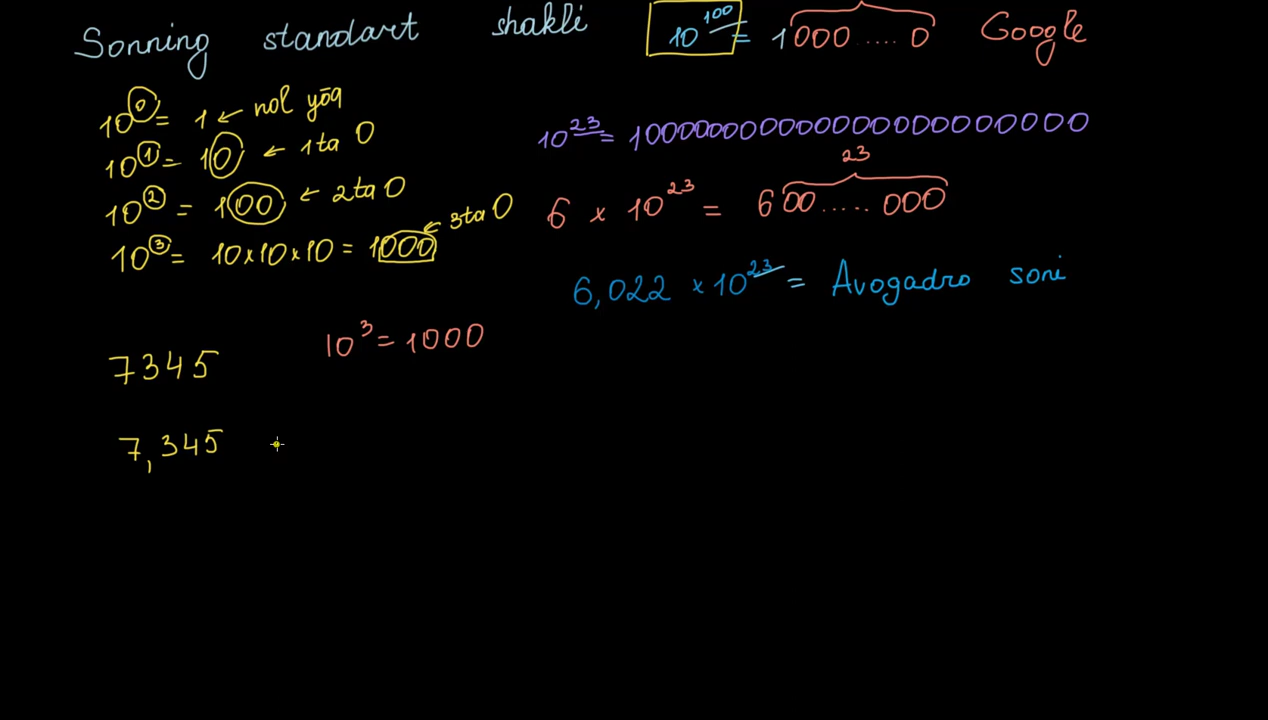 Sonning standart shakli
10^100 = 1000.....0 Google
10^0 = 1 ← nol yōq
10^1 = 10 ← 1ta 0
10^2 = 100 ← 2ta 0
10^3 = 10×10×10 = 1000 ← 3ta 0
10^23 = 100000000000000000000000
23
6 × 10^23 = 600.....000
6,022 × 10^23 = Avogadro soni
10^3 = 1000
7345
7,345